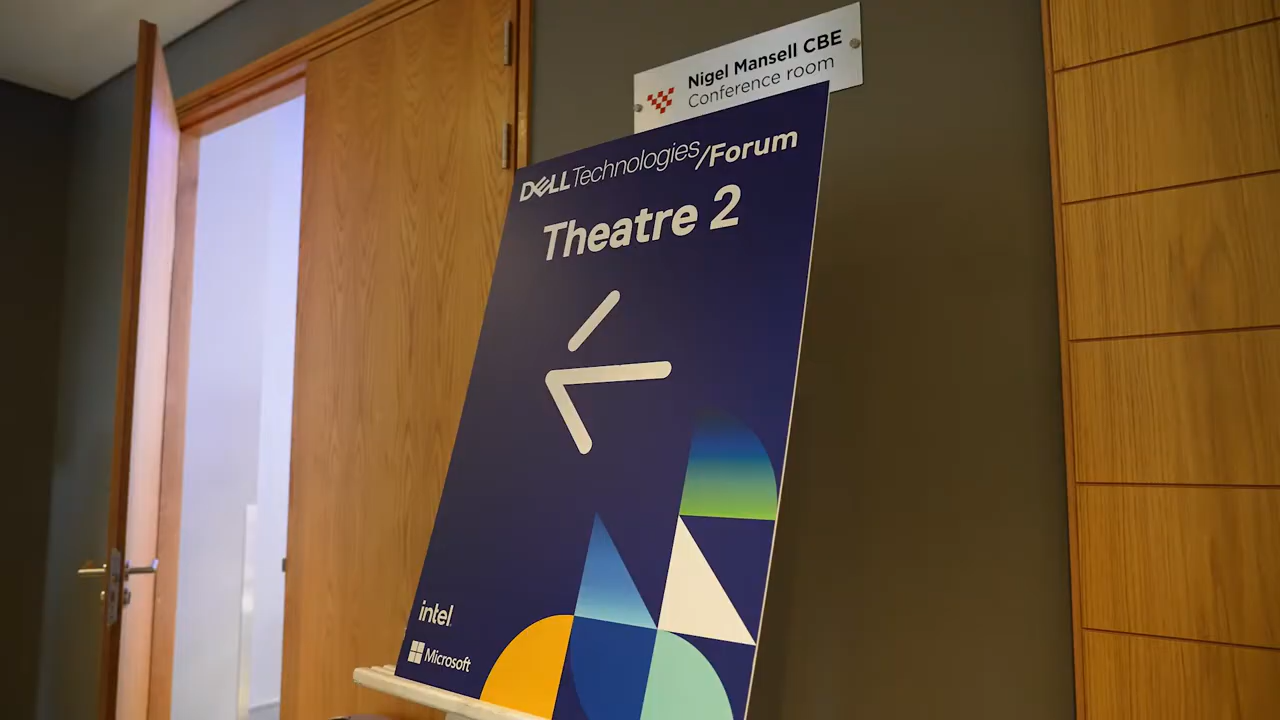 Nigel Mansell CBE
Conference room
DELL Technologies/Forum
Theatre 2
intel.
Microsoft